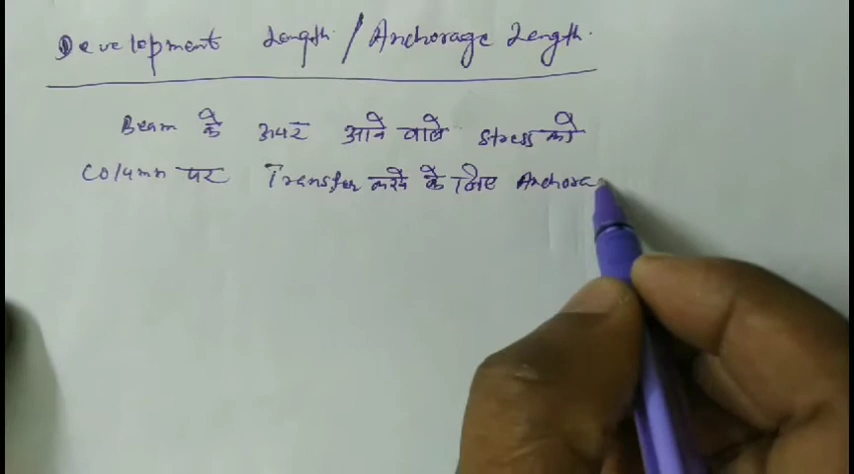 Development Length / Anchorage Length.
Beam के ऊपर आने वाले stress को
Column पर Transfer करने के लिए Anchora